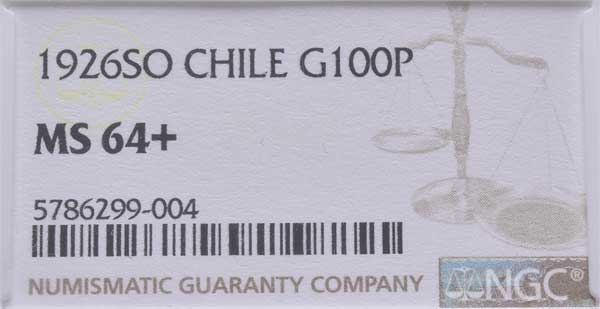 1926SO CHILE G100P
MS 64+
5786299-004
NUMISMATIC GUARANTY COMPANY
NGC®